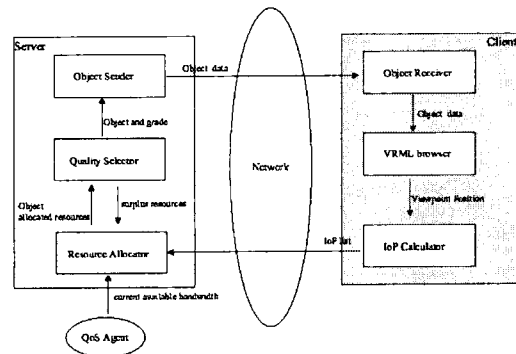 Server
Client
Object Sender
Object data
Object Receiver
Object and grade
Object data
Quality Selector
VRML browser
Network
Object
allocated resources
surplus resources
Viewpoint Position
Resource Allocator
IoP list
IoP Calculator
current available bandwidth
QoS Agent